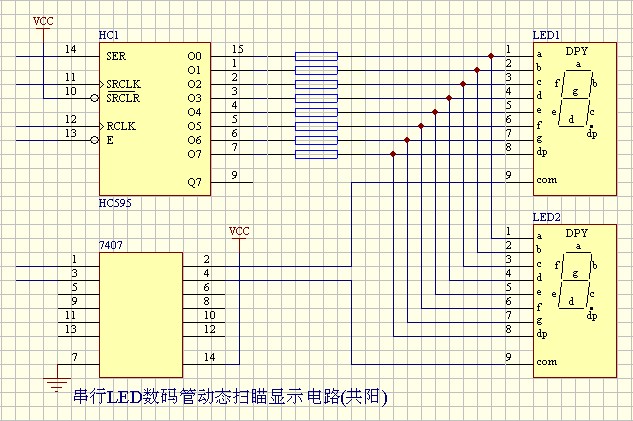 VCC
HC1
LED1
14 SER O0 15
O1 1
11 SRCLK O2 2
10 SRCLR O3 3
O4 4
12 RCLK O5 5
13 E O6 6
O7 7
Q7 9
HC595
1 a DPY
2 b a
3 c f b
4 d g
5 e e c
6 f d
7 g dp
8 dp
9 com
LED2
7407
VCC
1 2
3 4
5 6
9 8
11 10
13 12
7 14
1 a DPY
2 b a
3 c f b
4 d g
5 e e c
6 f d
7 g dp
8 dp
9 com
串行LED数码管动态扫瞄显示电路(共阳)